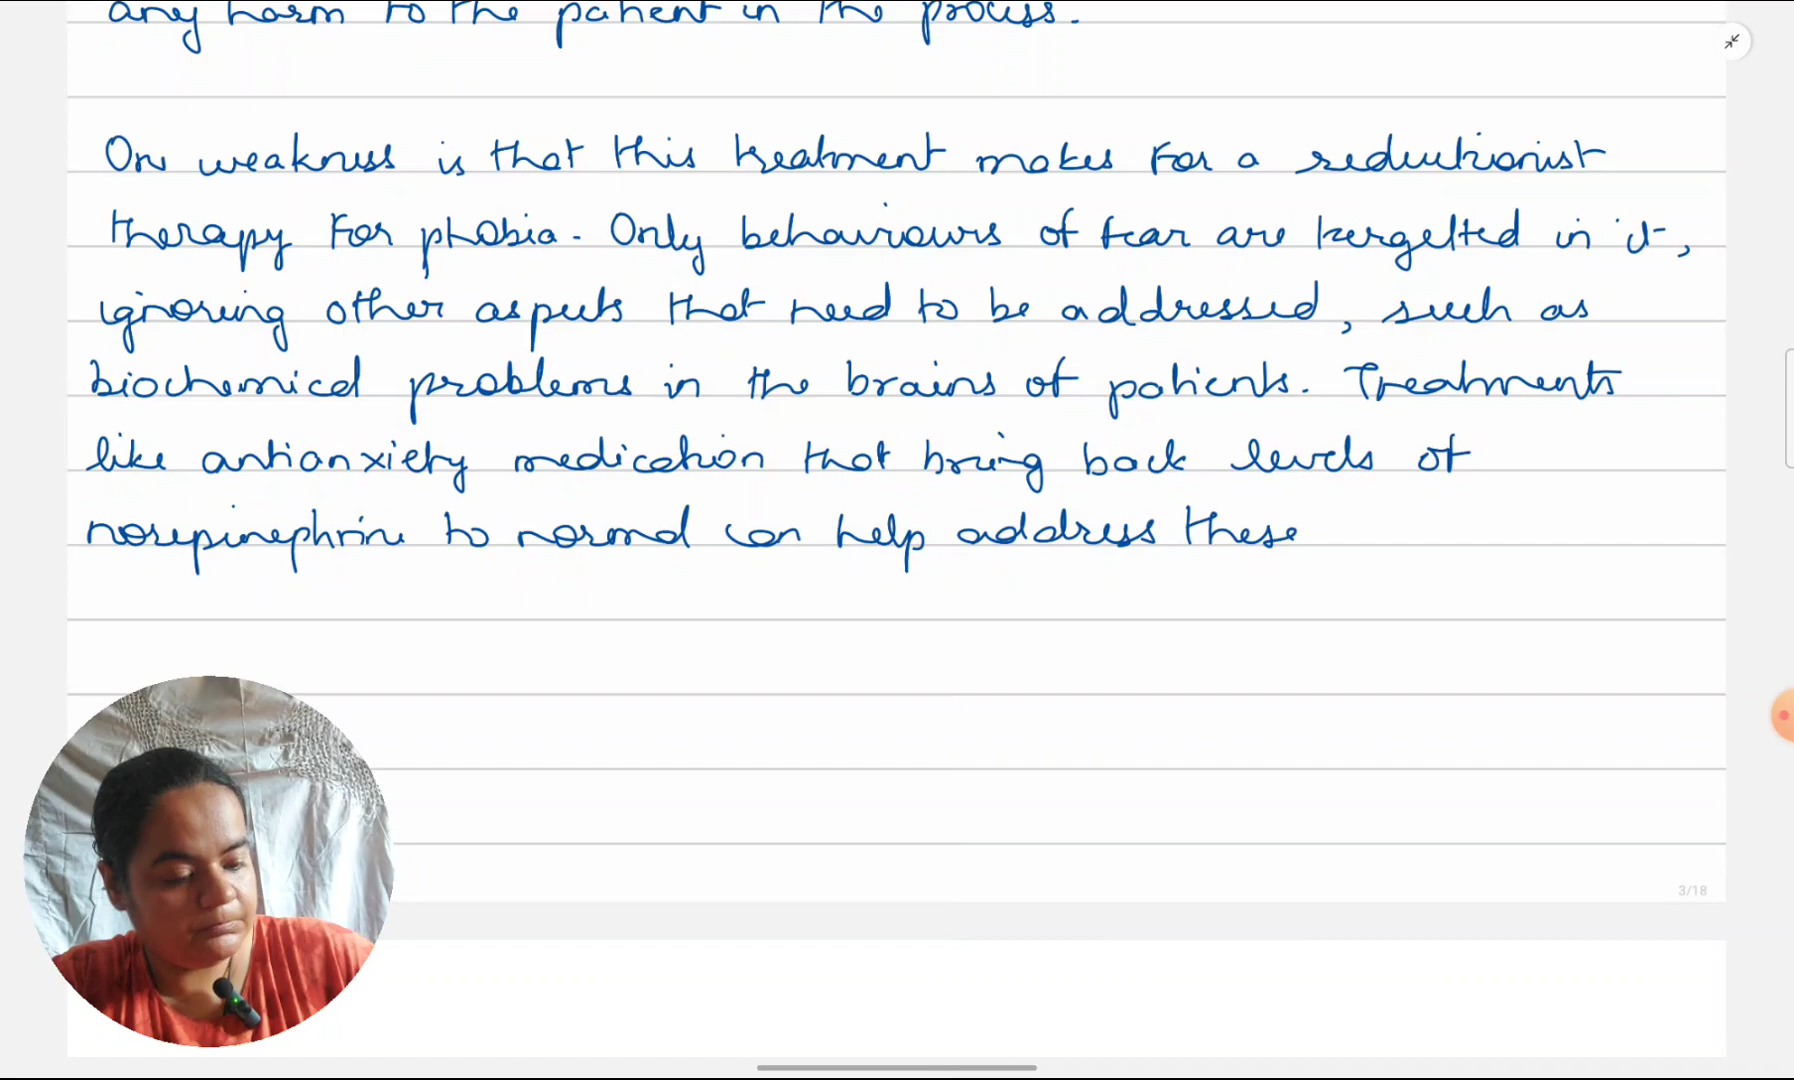 any harm to the patient in the process.
One weakness is that this treatment makes for a reductionist
therapy for phobia. Only behaviours of fear are tergelted in it,
ignoring other aspects that need to be addressed, such as
biochemical problems in the brains of patients. Treatments
like antianxiety medication that bring back levels of
norepinephrine to normal can help address these
3/18